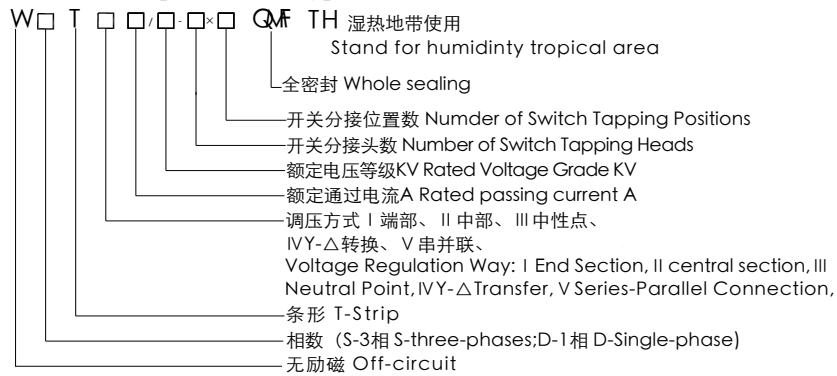 W□ T □ □/□-□×□ QMF TH 湿热地带使用
Stand for humidinty tropical area
全密封 Whole sealing
开关分接位置数 Numder of Switch Tapping Positions
开关分接头数 Number of Switch Tapping Heads
额定电压等级KV Rated Voltage Grade KV
额定通过电流A Rated passing current A
调压方式Ⅰ端部、Ⅱ中部、Ⅲ中性点、
ⅣY-△转换、Ⅴ串并联、
Voltage Regulation Way: Ⅰ End Section, Ⅱ central section, Ⅲ
Neutral Point, ⅣY-△Transfer, Ⅴ Series-Parallel Connection,
条形 T-Strip
相数（S-3相 S-three-phases;D-1相 D-Single-phase)
无励磁 Off-circuit